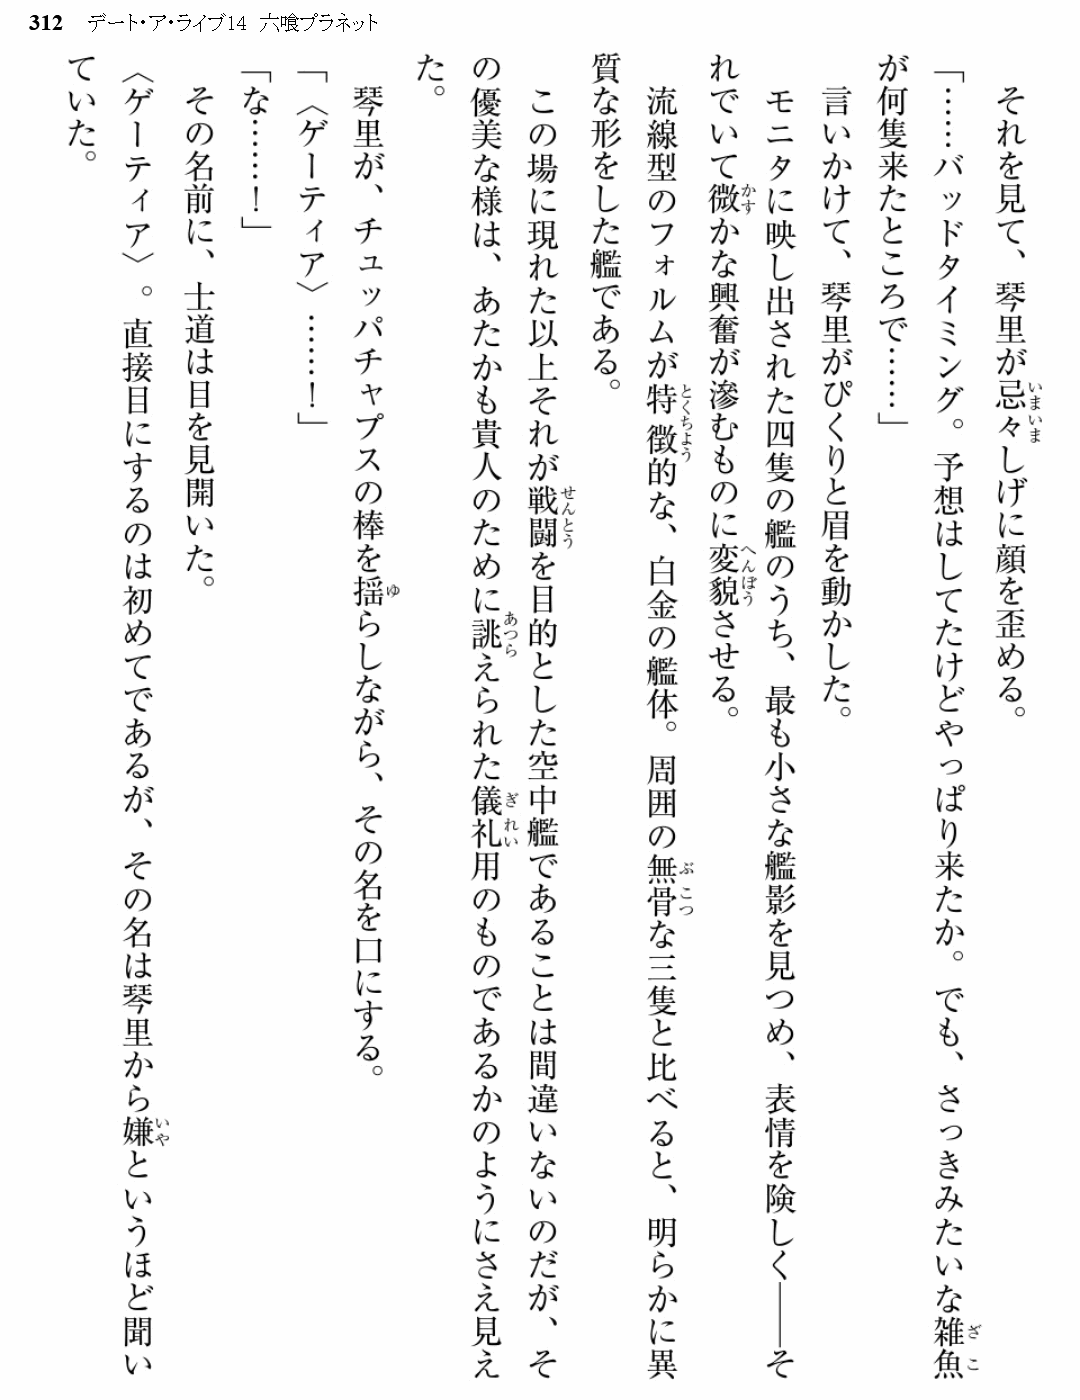 312 デート・ア・ライブ14 六喰プラネット
それを見て、琴里が忌々しげに顔を歪める。
「……バッドタイミング。予想はしてたけどやっぱり来たか。でも、さっきみたいな雑魚
が何隻来たところで……」
言いかけて、琴里がぴくりと眉を動かした。
モニタに映し出された四隻の艦のうち、最も小さな艦影を見つめ、表情を険しく――そ
れでいて微かな興奮が滲むものに変貌させる。
流線型のフォルムが特徴的な、白金の艦体。周囲の無骨な三隻と比べると、明らかに異
質な形をした艦である。
この場に現れた以上それが戦闘を目的とした空中艦であることは間違いないのだが、そ
の優美な様は、あたかも貴人のために誂えられた儀礼用のものであるかのようにさえ見え
た。
琴里が、チュッパチャプスの棒を揺らしながら、その名を口にする。
「〈ゲーティア〉……！」
「な……！」
その名前に、士道は目を見開いた。
〈ゲーティア〉。直接目にするのは初めてであるが、その名は琴里から嫌というほど聞い
ていた。